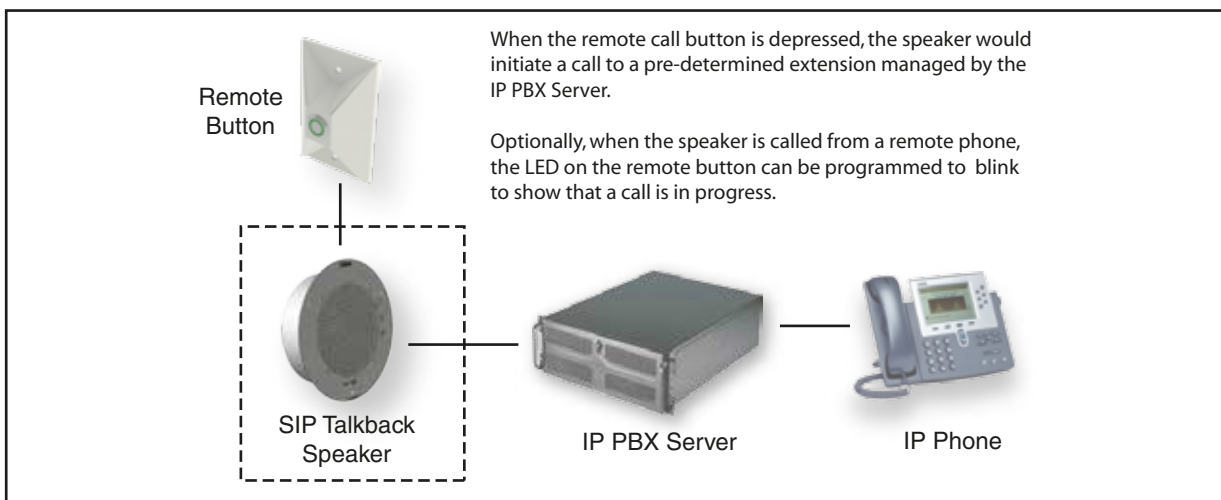 When the remote call button is depressed, the speaker would
initiate a call to a pre-determined extension managed by the
IP PBX Server.
Optionally, when the speaker is called from a remote phone,
the LED on the remote button can be programmed to blink
to show that a call is in progress.
Remote
Button
SIP Talkback
Speaker
IP PBX Server
IP Phone